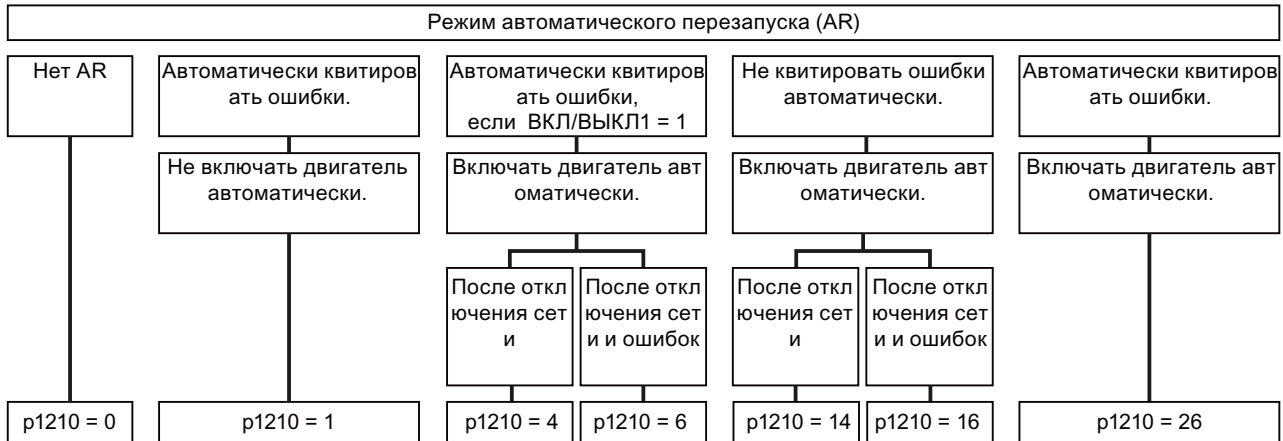 Режим автоматического перезапуска (AR)
Нет AR
Автоматически квитиров
ать ошибки.
Автоматически квитиров
ать ошибки,
если ВКЛ/ВЫКЛ1 = 1
Не квитировать ошибки
автоматически.
Автоматически квитиров
ать ошибки.
Не включать двигатель
автоматически.
Включать двигатель авт
оматически.
Включать двигатель авт
оматически.
Включать двигатель авт
оматически.
После откл
ючения сет
и
После откл
ючения сет
и и ошибок
После откл
ючения сет
и
После откл
ючения сет
и и ошибок
p1210 = 0
p1210 = 1
p1210 = 4
p1210 = 6
p1210 = 14
p1210 = 16
p1210 = 26